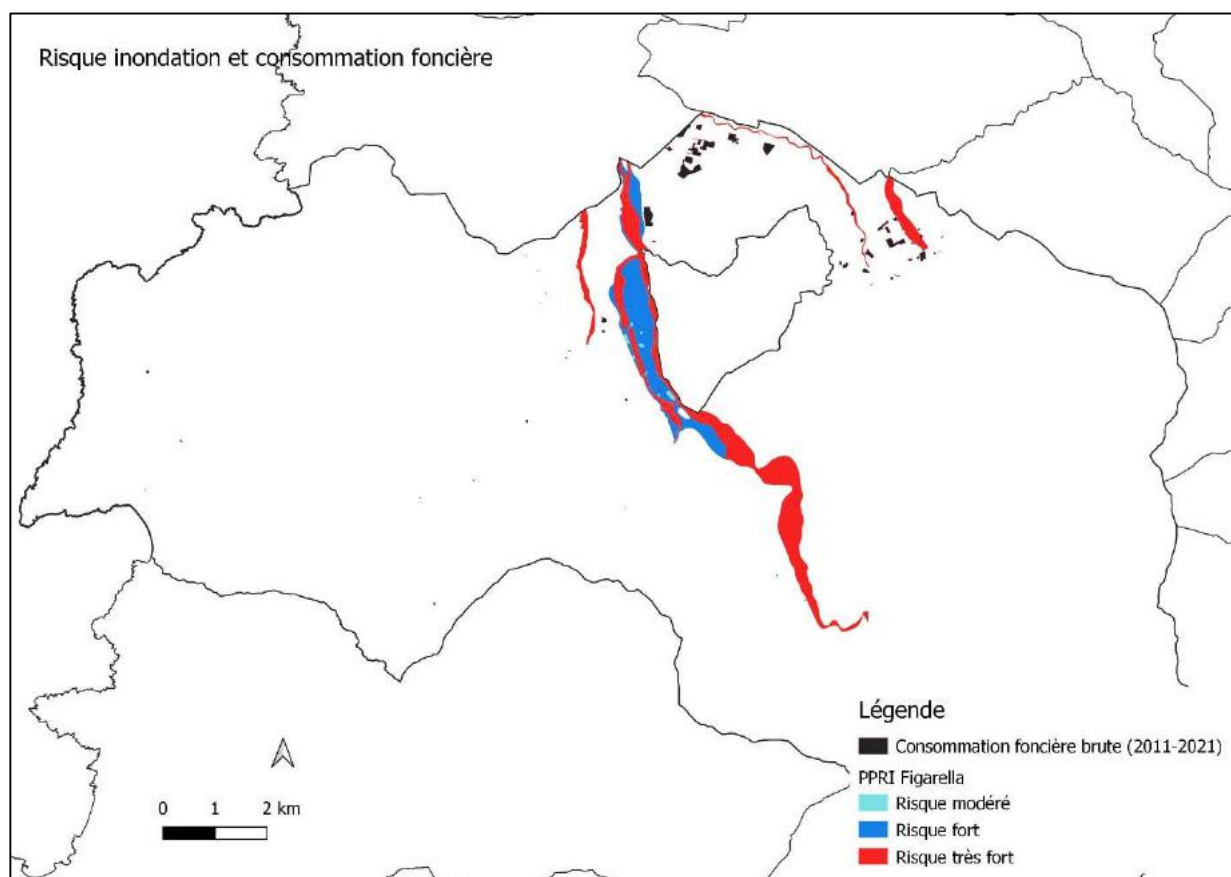 Risque inondation et consommation foncière
Légende
Consommation foncière brute (2011-2021)
PPRI Figarella
Risque modéré
Risque fort
Risque très fort
0 1 2 km